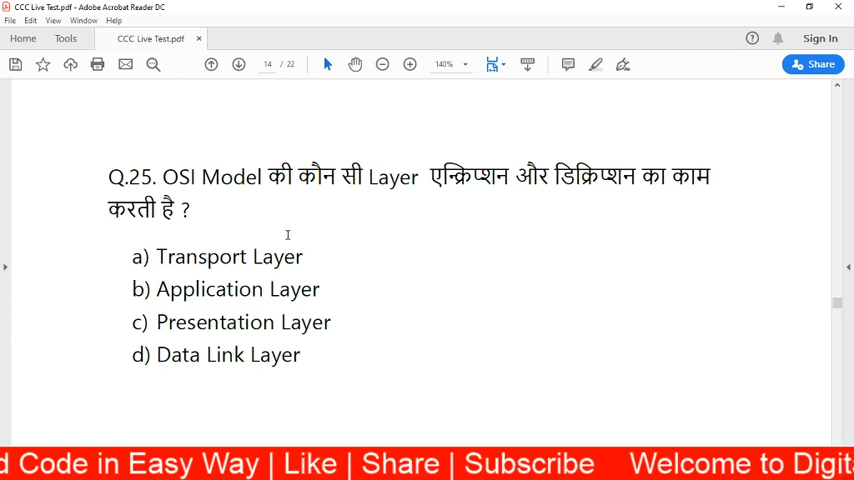 CCC Live Test.pdf - Adobe Acrobat Reader DC
File Edit View Window Help
Home Tools CCC Live Test.pdf × Sign In
14 / 22 140% Share
Q.25. OSI Model की कौन सी Layer एन्क्रिप्शन और डिक्रिप्शन का काम
करती है ?
a) Transport Layer
b) Application Layer
c) Presentation Layer
d) Data Link Layer
d Code in Easy Way | Like | Share | Subscribe Welcome to Digit